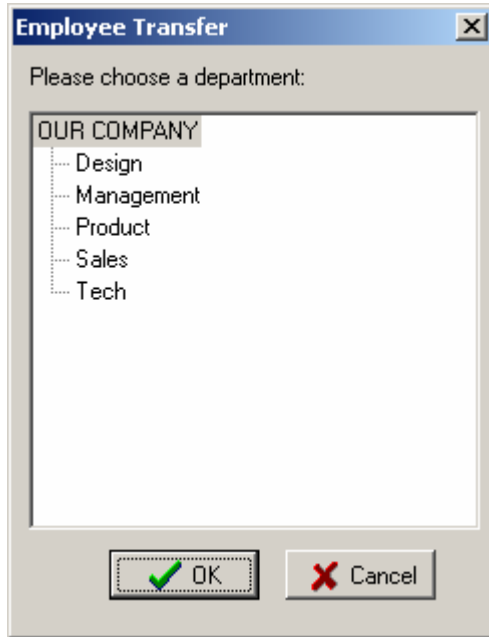 Employee Transfer
Please choose a department:
OUR COMPANY
Design
Management
Product
Sales
Tech
OK
Cancel